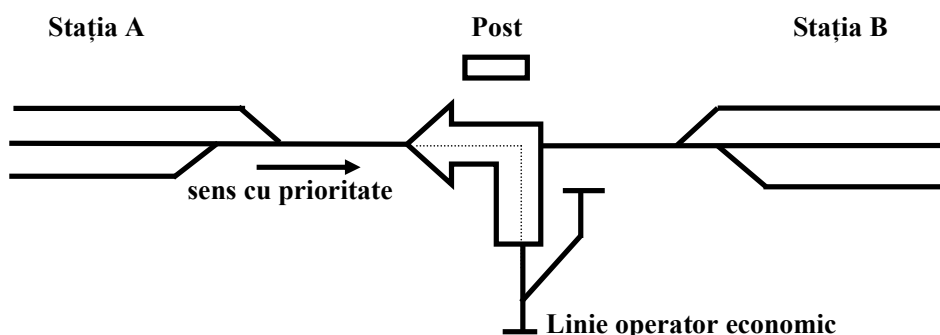 Stația A
Post
Stația B
sens cu prioritate
Linie operator economic